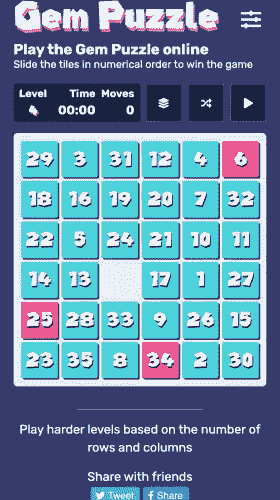 Gem Puzzle
Play the Gem Puzzle online
Slide the tiles in numerical order to win the game
Level Time Moves
00:00 0
29 3 31 12 4 6
18 16 19 20 7 32
22 5 24 21 10 11
14 13 17 1 27
25 28 33 9 26 15
23 35 8 34 2 30
Play harder levels based on the number of
rows and columns
Share with friends
Tweet Share